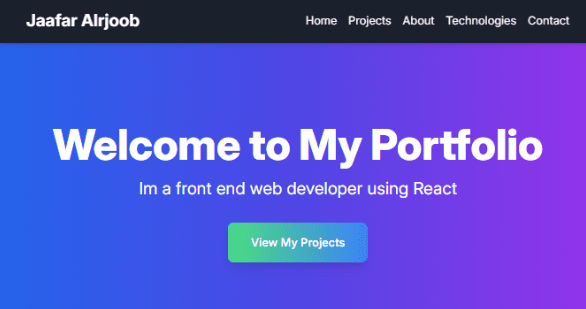 Jaafar Alrjoob
Home Projects About Technologies Contact
Welcome to My Portfolio
Im a front end web developer using React
View My Projects